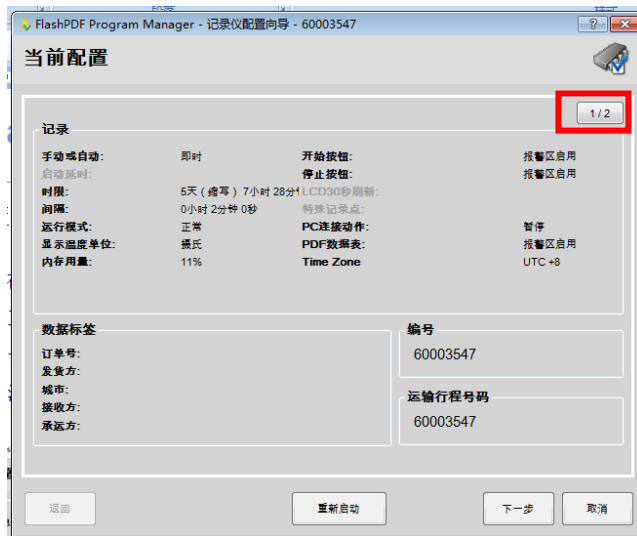 FlashPDF Program Manager - 记录仪配置向导 - 60003547
当前配置
1 / 2
记录
手动或自动: 即时 开始按钮: 报警区启用
启动延时: 停止按钮: 报警区启用
时限: 5天 ( 缩写 ) 7小时 28分 LCD30秒刷新:
间隔: 0小时 2分钟 0秒 特殊记录点:
运行模式: 正常 PC连接动作: 暂停
显示温度单位: 摄氏 PDF数据表: 报警区启用
内存用量: 11% Time Zone UTC +8
数据标签
订单号:
发货方:
城市:
接收方:
承运方:
编号
60003547
运输行程号码
60003547
返回 重新启动 下一步 取消